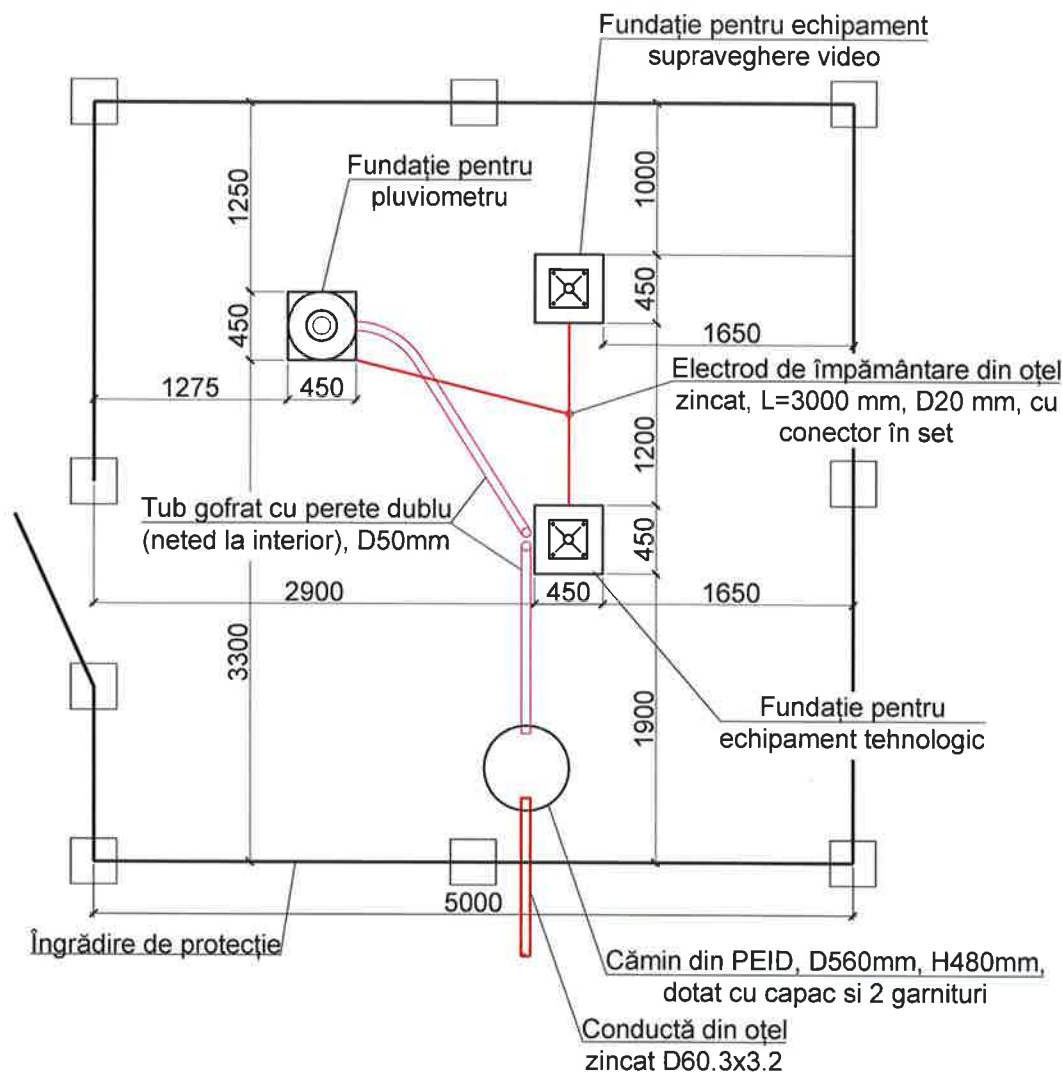 Fundație pentru echipament
supraveghere video
Fundație pentru
pluviometru
1250
1000
450
450
1650
1275
450
Electrod de împământare din oțel
zincat, L=3000 mm, D20 mm, cu
conector în set
1200
Tub gofrat cu perete dublu
(neted la interior), D50mm
450
2900
450
1650
3300
1900
Fundație pentru
echipament tehnologic
5000
Îngrădire de protecție
Cămin din PEID, D560mm, H480mm,
dotat cu capac si 2 garnituri
Conductă din oțel
zincat D60.3x3.2